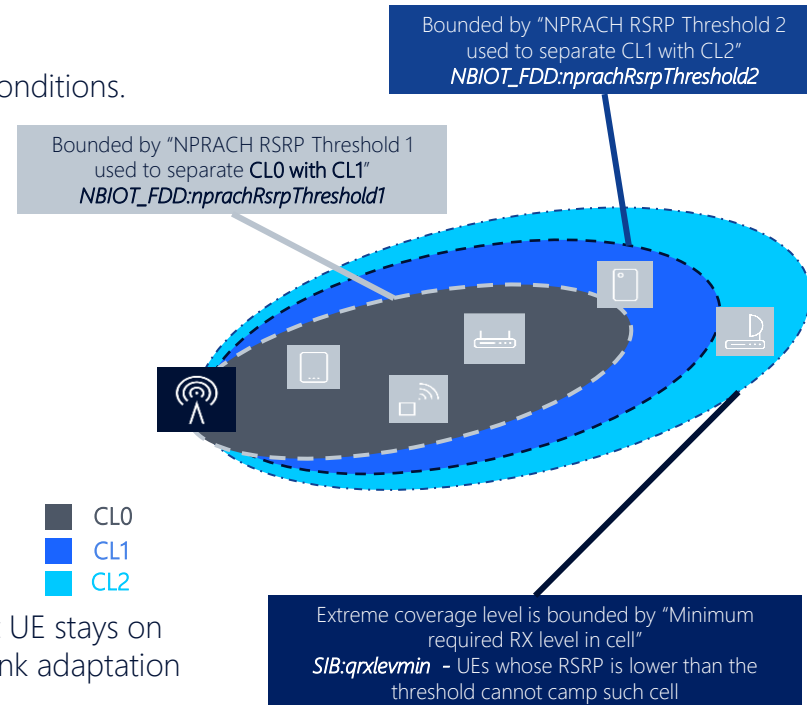 Bounded by “NPRACH RSRP Threshold 2
used to separate CL1 with CL2”
NBIOT_FDD:nprachRsrpThreshold2
onditions.
Bounded by “NPRACH RSRP Threshold 1
used to separate CL0 with CL1”
NBIOT_FDD:nprachRsrpThreshold1
CL0
CL1
CL2
UE stays on
nk adaptation
Extreme coverage level is bounded by “Minimum
required RX level in cell”
SIB:qrxlevmin - UEs whose RSRP is lower than the
threshold cannot camp such cell